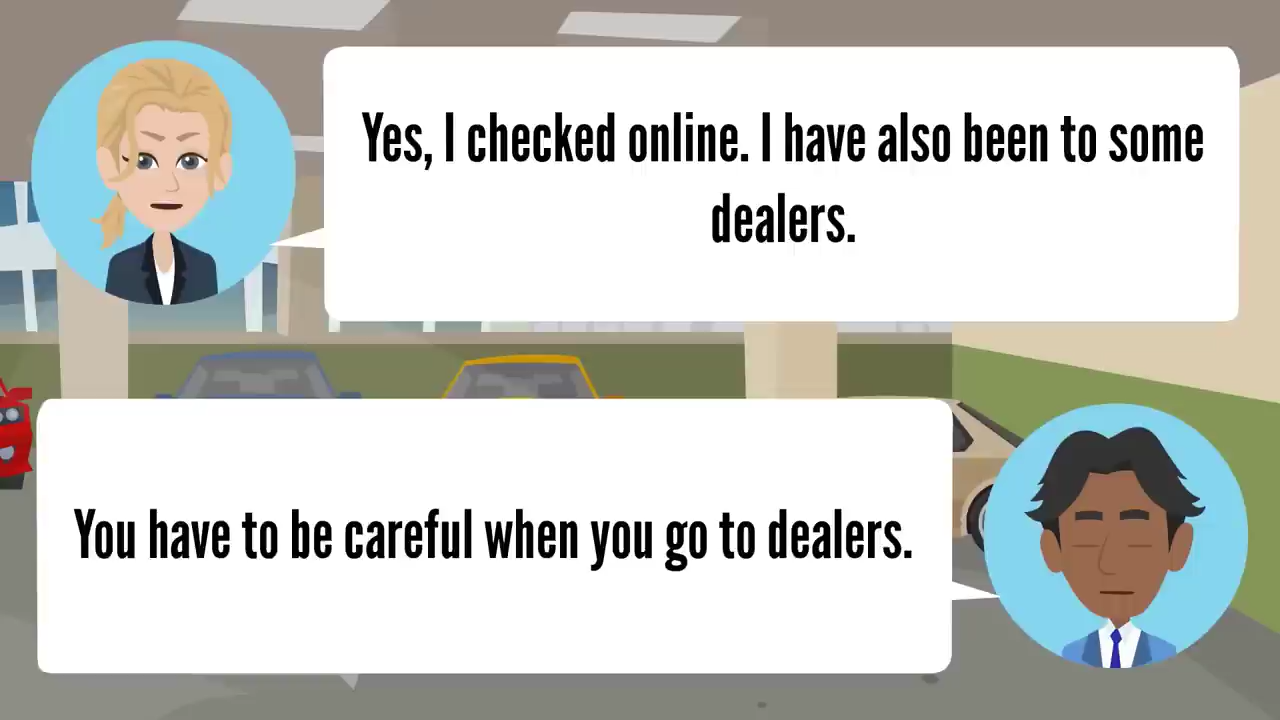 Yes, I checked online. I have also been to some
dealers.
You have to be careful when you go to dealers.